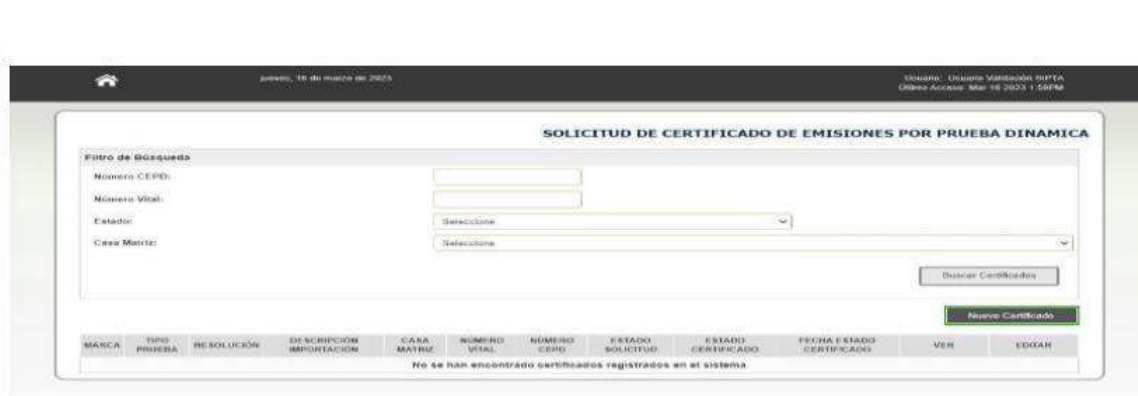 jueves, 16 de marzo de 2023
Usuario: Usuario Validación SIPTA
Último Acceso: Mar 16 2023 1:59PM
SOLICITUD DE CERTIFICADO DE EMISIONES POR PRUEBA DINAMICA
Filtro de Búsqueda
Número CEPD:
Número Vital:
Estado: Seleccione
Casa Matriz: Seleccione
Buscar Certificados
Nuevo Certificado
MARCA TIPO PRUEBA RESOLUCIÓN DESCRIPCIÓN IMPORTACIÓN CASA MATRIZ NÚMERO VITAL NÚMERO CEPD ESTADO SOLICITUD ESTADO CERTIFICADO FECHA ESTADO CERTIFICADO VER EDITAR
No se han encontrado certificados registrados en el sistema